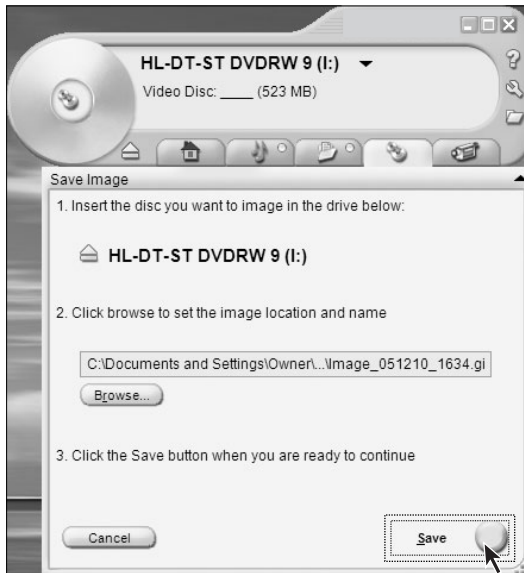 HL-DT-ST DVDRW 9 (I:)
Video Disc: ____ (523 MB)
Save Image
1. Insert the disc you want to image in the drive below:
HL-DT-ST DVDRW 9 (I:)
2. Click browse to set the image location and name
C:\Documents and Settings\Owner\...\Image_051210_1634.gi
Browse...
3. Click the Save button when you are ready to continue
Cancel
Save